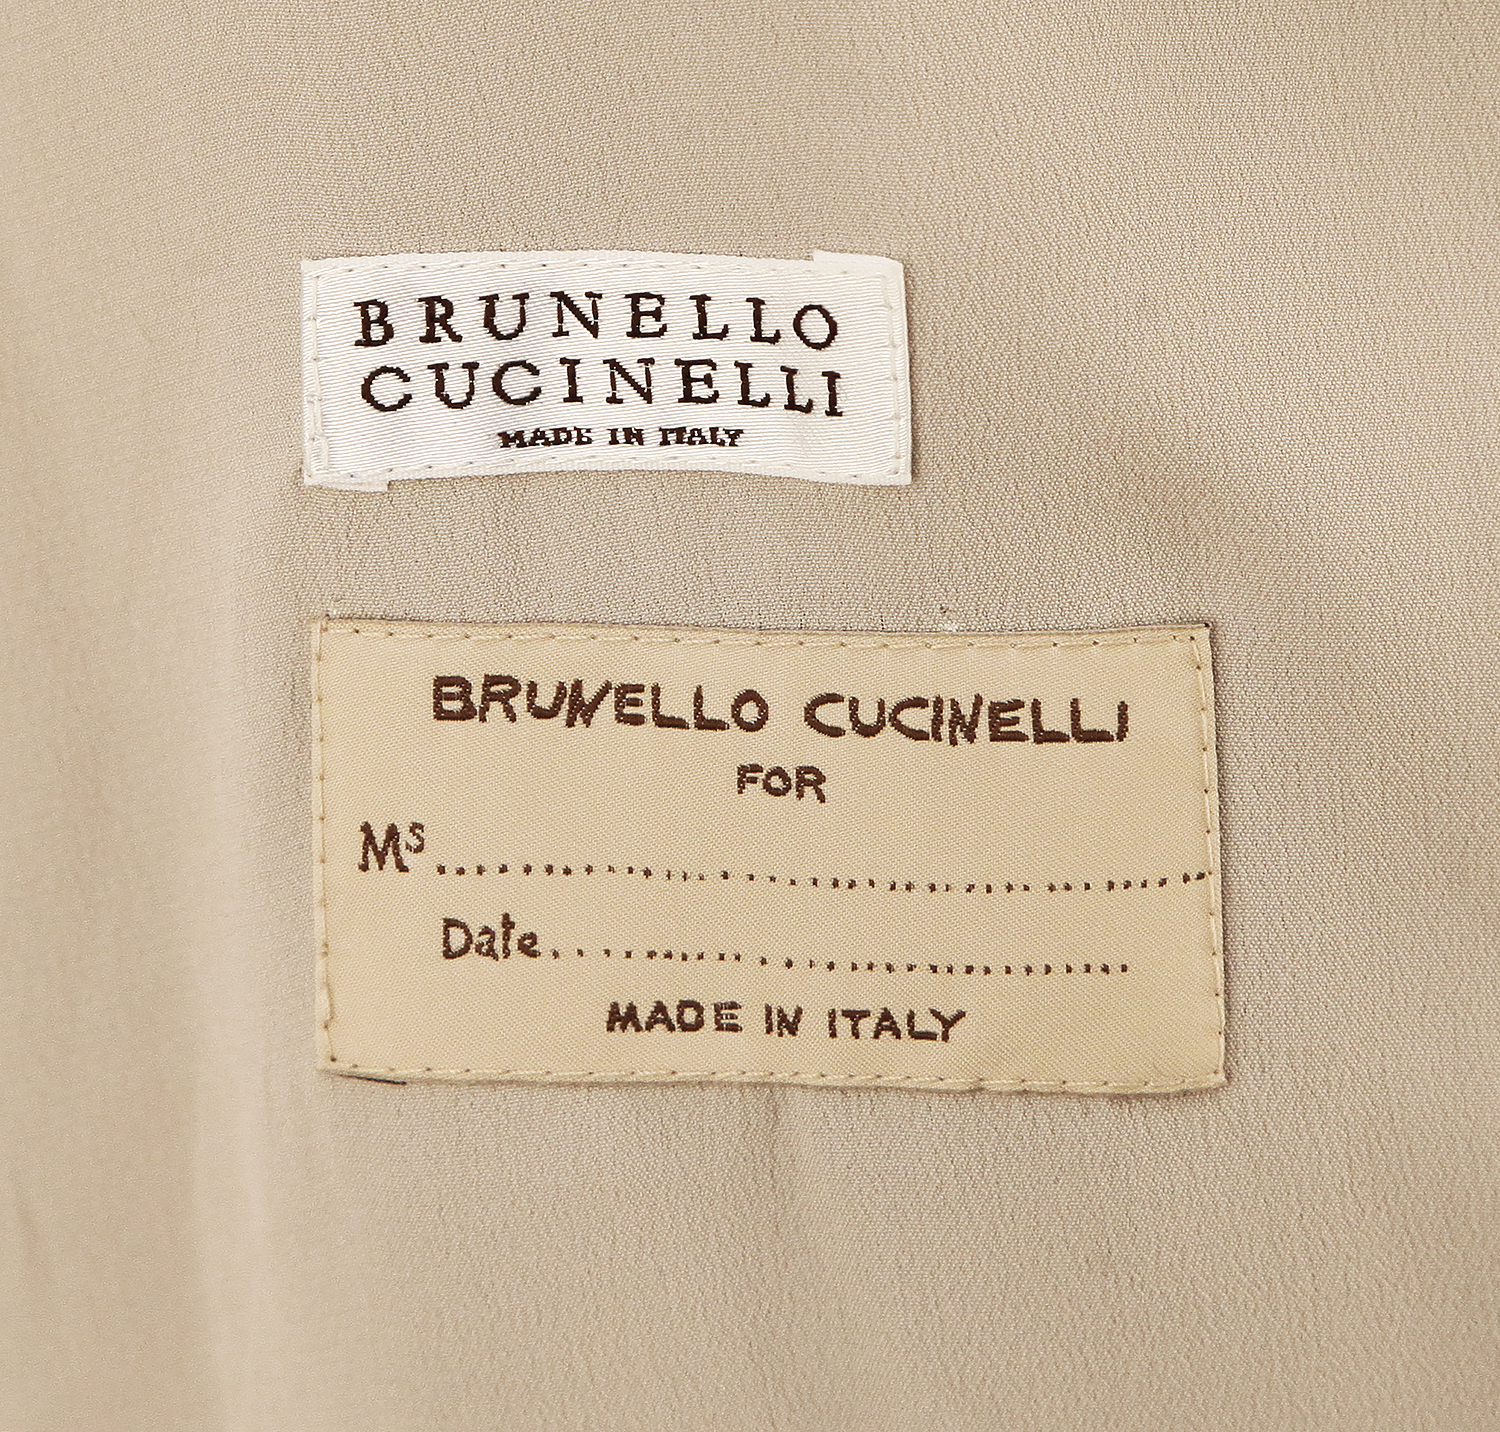 BRUNELLO
CUCINELLI
MADE IN ITALY
BRUNELLO CUCINELLI
FOR
Ms..........................................................
Date.............................................
MADE IN ITALY